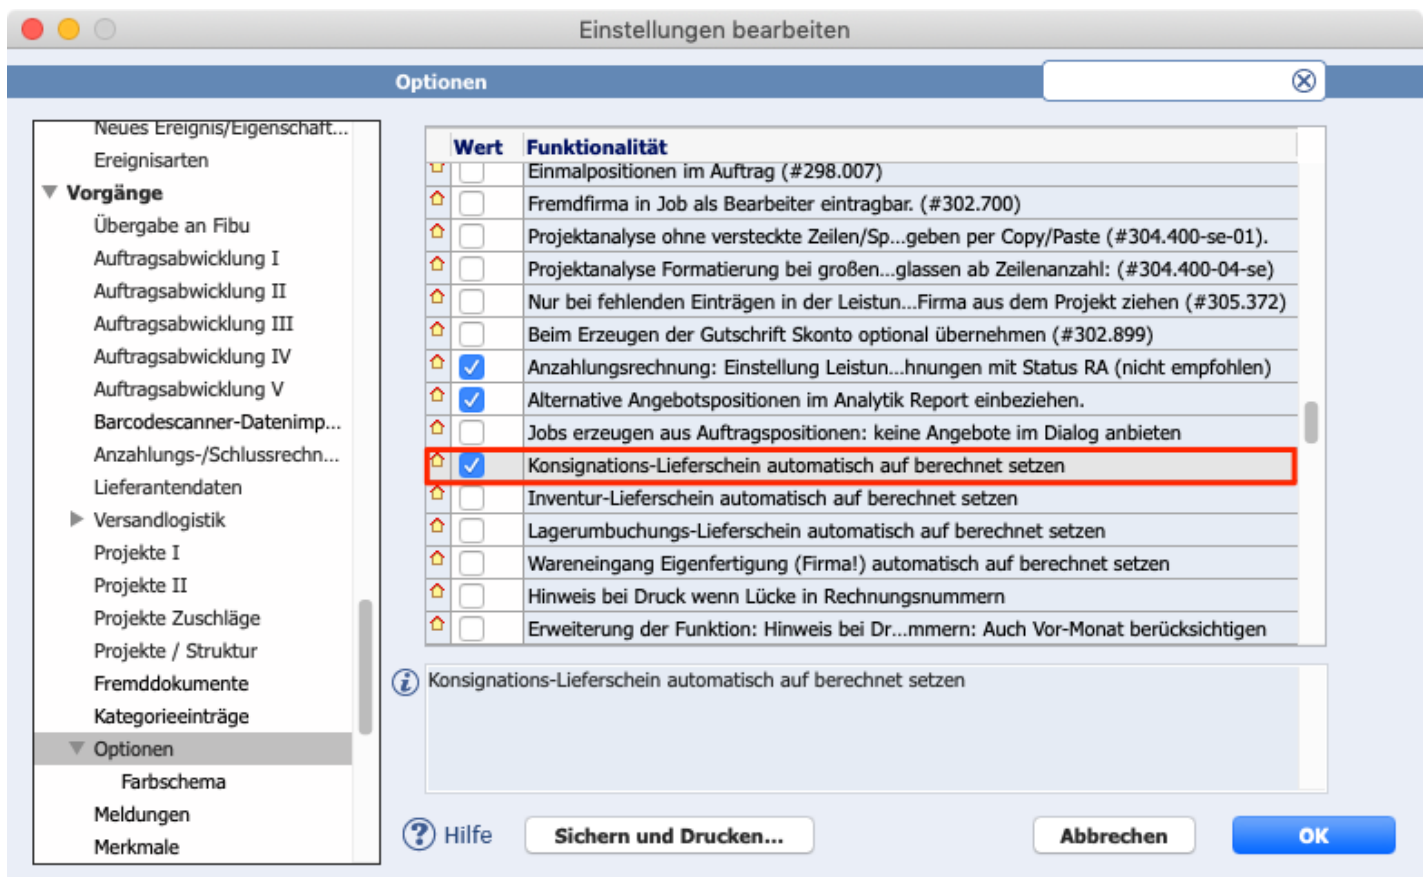 Einstellungen bearbeiten
Optionen
Neues Ereignis/Eigenschaft...
Ereignisarten
Vorgänge
Übergabe an Fibu
Auftragsabwicklung I
Auftragsabwicklung II
Auftragsabwicklung III
Auftragsabwicklung IV
Auftragsabwicklung V
Barcodescanner-Datenimp...
Anzahlungs-/Schlussrechn...
Lieferantendaten
Versandlogistik
Projekte I
Projekte II
Projekte Zuschläge
Projekte / Struktur
Fremddokumente
Kategorieeinträge
Optionen
Farbschema
Meldungen
Merkmale
Wert Funktionalität
Einmalpositionen im Auftrag (#298.007)
Fremdfirma in Job als Bearbeiter eintragbar. (#302.700)
Projektanalyse ohne versteckte Zeilen/Sp...geben per Copy/Paste (#304.400-se-01).
Projektanalyse Formatierung bei großen...glassen ab Zeilenanzahl: (#304.400-04-se)
Nur bei fehlenden Einträgen in der Leistun...Firma aus dem Projekt ziehen (#305.372)
Beim Erzeugen der Gutschrift Skonto optional übernehmen (#302.899)
Anzahlungsrechnung: Einstellung Leistun...hnungen mit Status RA (nicht empfohlen)
Alternative Angebotspositionen im Analytik Report einbeziehen.
Jobs erzeugen aus Auftragspositionen: keine Angebote im Dialog anbieten
Konsignations-Lieferschein automatisch auf berechnet setzen
Inventur-Lieferschein automatisch auf berechnet setzen
Lagerumbuchungs-Lieferschein automatisch auf berechnet setzen
Wareneingang Eigenfertigung (Firma!) automatisch auf berechnet setzen
Hinweis bei Druck wenn Lücke in Rechnungsnummern
Erweiterung der Funktion: Hinweis bei Dr...mmern: Auch Vor-Monat berücksichtigen
Konsignations-Lieferschein automatisch auf berechnet setzen
Hilfe
Sichern und Drucken...
Abbrechen
OK